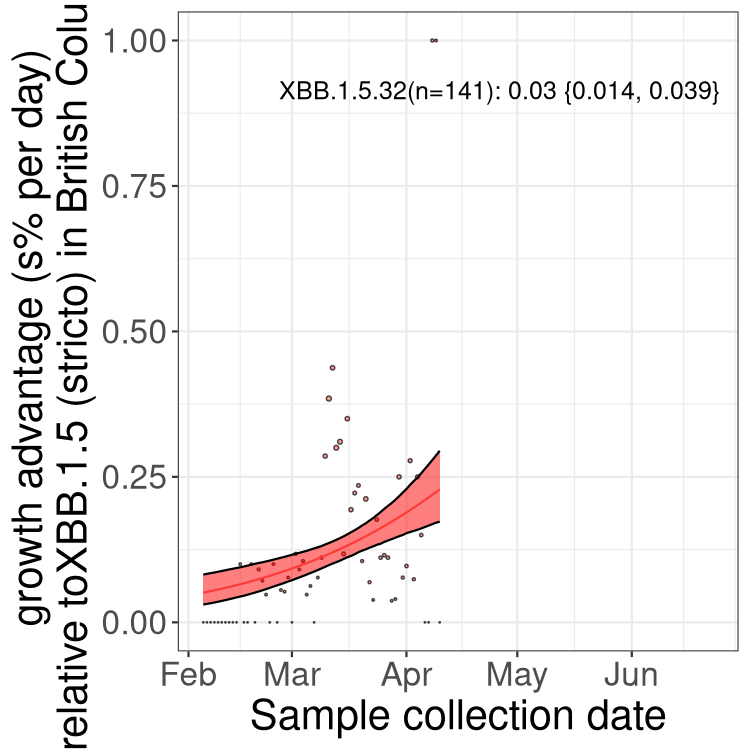 growth advantage (s% per day)
relative toXBB.1.5 (stricto) in British Colu
1.00
0.75
0.50
0.25
0.00
XBB.1.5.32(n=141): 0.03 {0.014, 0.039}
Feb Mar Apr May Jun
Sample collection date